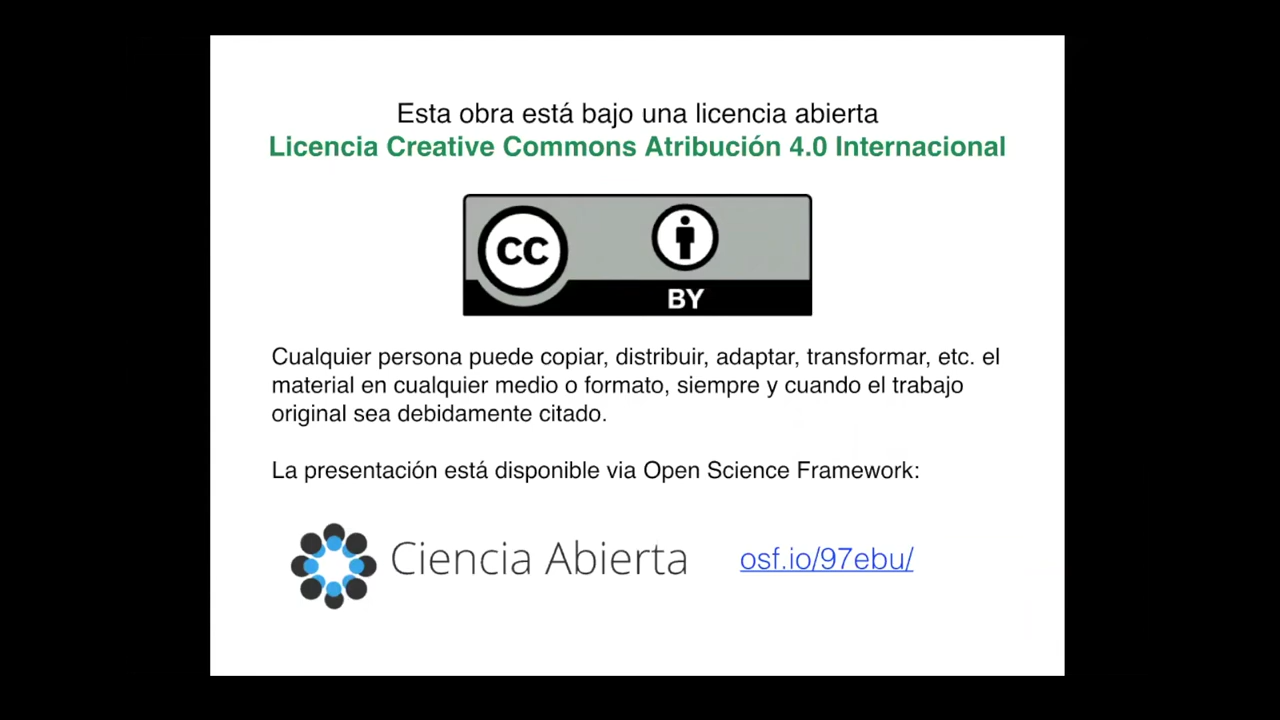 Esta obra está bajo una licencia abierta
Licencia Creative Commons Atribución 4.0 Internacional
CC
BY
Cualquier persona puede copiar, distribuir, adaptar, transformar, etc. el
material en cualquier medio o formato, siempre y cuando el trabajo
original sea debidamente citado.
La presentación está disponible via Open Science Framework:
Ciencia Abierta osf.io/97ebu/